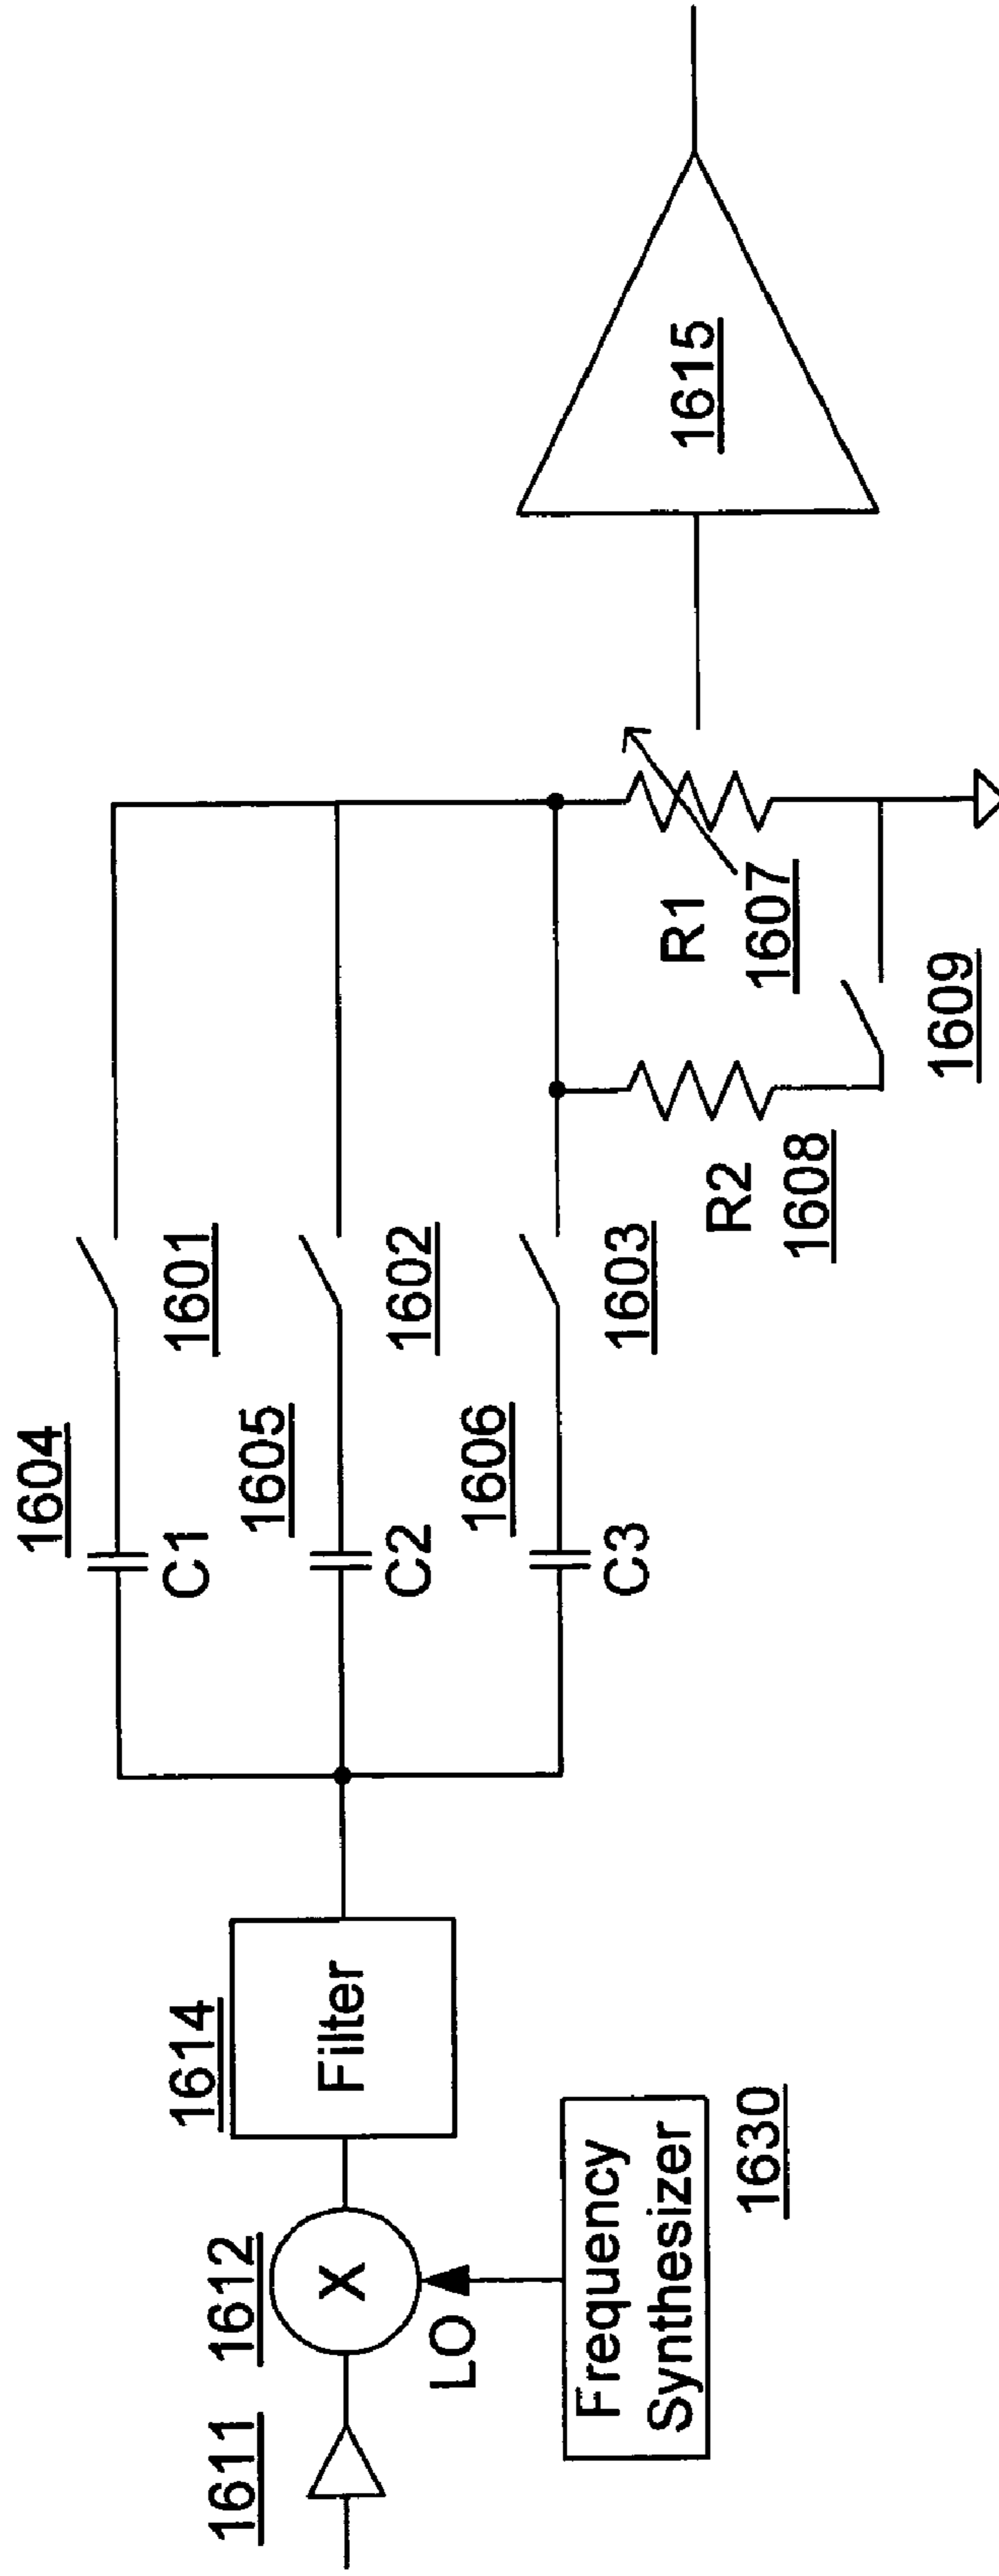 1611
1612
X
LO
Frequency
Synthesizer
1630
1614
Filter
1604
C1
1601
1605
C2
1602
1606
C3
1603
R2
1608
R1
1607
1609
1615